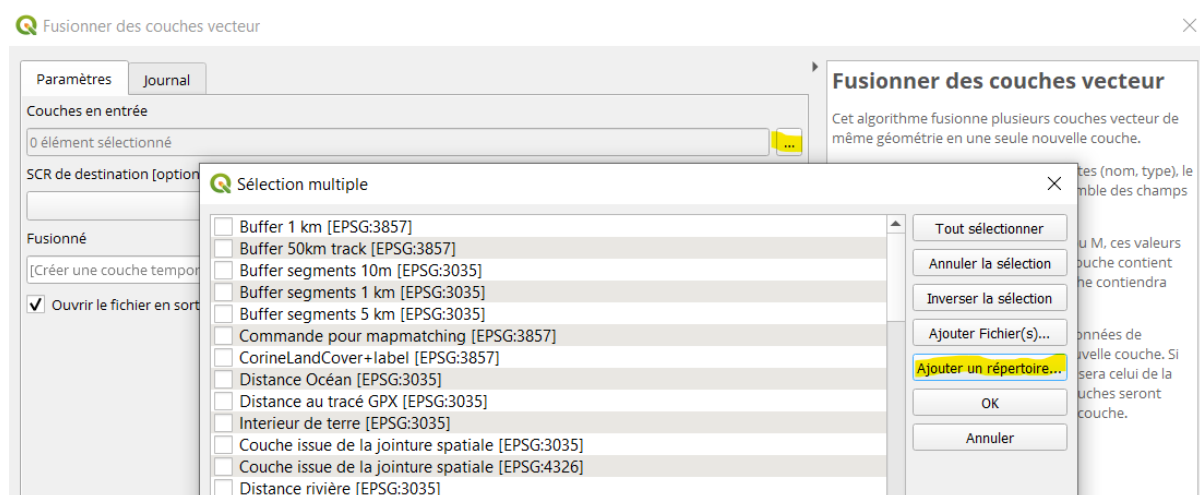 Fusionner des couches vecteur
Paramètres
Journal
Couches en entrée
0 élément sélectionné
...
SCR de destination [option
Fusionné
[Créer une couche tempor
Ouvrir le fichier en sort
Fusionner des couches vecteur
Cet algorithme fusionne plusieurs couches vecteur de
même géométrie en une seule nouvelle couche.
tes (nom, type), le
mble des champs
u M, ces valeurs
ouche contient
he contiendra
onnées de
uvelle couche. Si
sera celui de la
uches seront
couche.
Sélection multiple
Buffer 1 km [EPSG:3857]
Buffer 50km track [EPSG:3857]
Buffer segments 10m [EPSG:3035]
Buffer segments 1 km [EPSG:3035]
Buffer segments 5 km [EPSG:3035]
Commande pour mapmatching [EPSG:3857]
CorineLandCover+label [EPSG:3857]
Distance Océan [EPSG:3035]
Distance au tracé GPX [EPSG:3035]
Interieur de terre [EPSG:3035]
Couche issue de la jointure spatiale [EPSG:3035]
Couche issue de la jointure spatiale [EPSG:4326]
Distance rivière [EPSG:3035]
Tout sélectionner
Annuler la sélection
Inverser la sélection
Ajouter Fichier(s)...
Ajouter un répertoire...
OK
Annuler